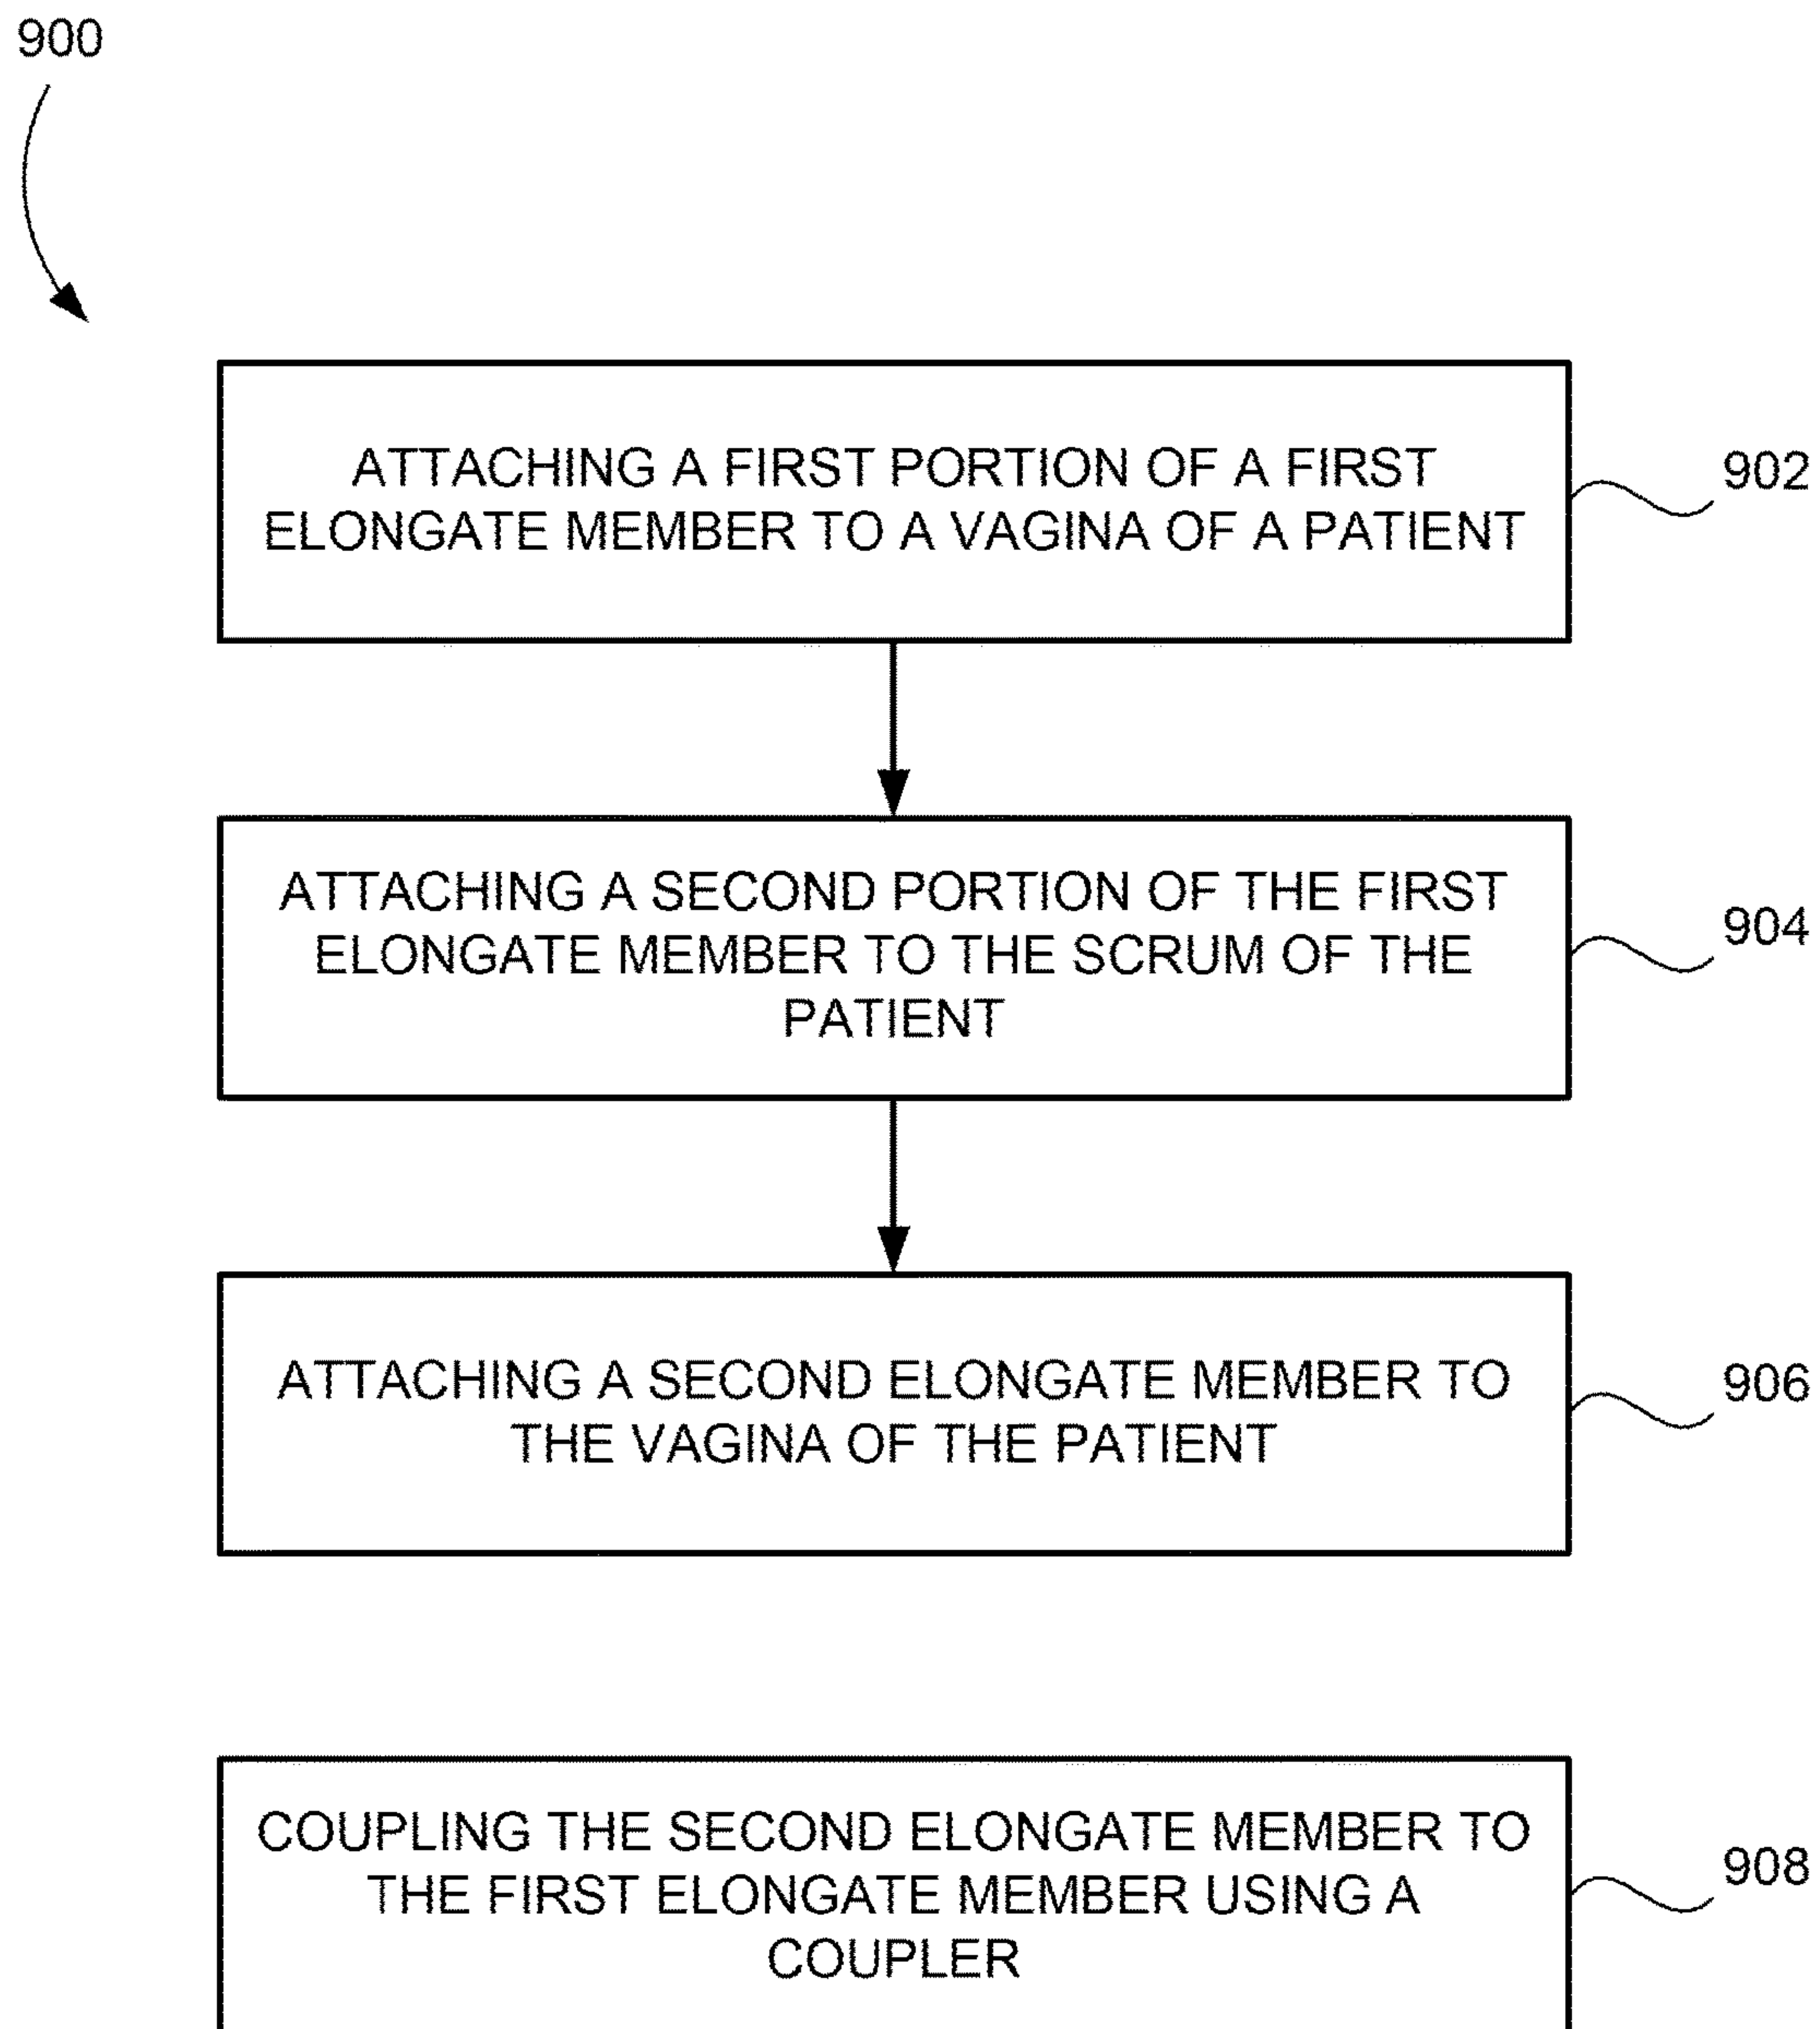 900
ATTACHING A FIRST PORTION OF A FIRST
ELONGATE MEMBER TO A VAGINA OF A PATIENT
902
ATTACHING A SECOND PORTION OF THE FIRST
ELONGATE MEMBER TO THE SCRUM OF THE
PATIENT
904
ATTACHING A SECOND ELONGATE MEMBER TO
THE VAGINA OF THE PATIENT
906
COUPLING THE SECOND ELONGATE MEMBER TO
THE FIRST ELONGATE MEMBER USING A
COUPLER
908